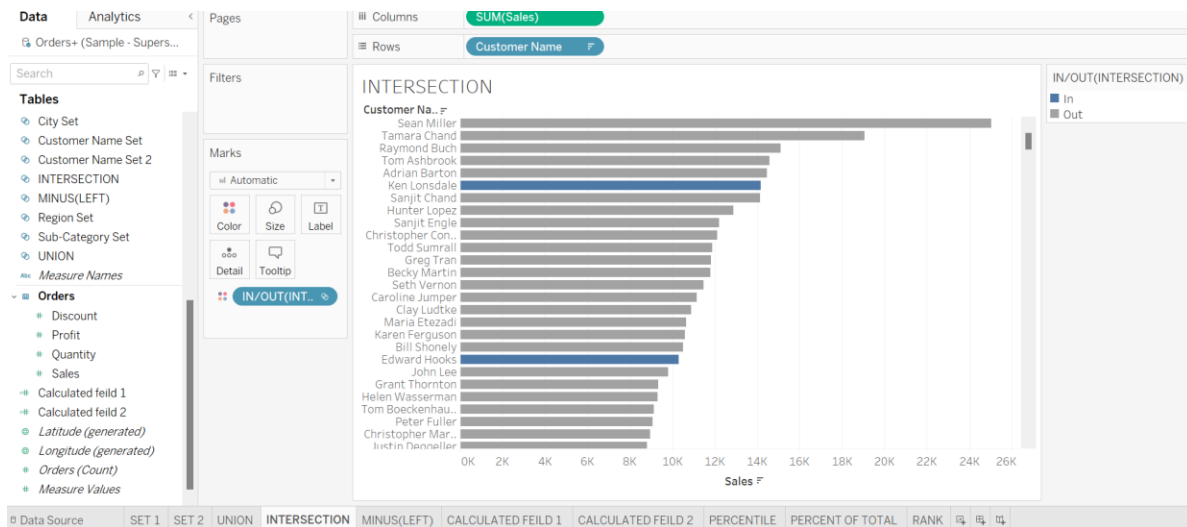 Data
Analytics
Pages
Columns
SUM(Sales)
Orders+ (Sample - Supers...
Rows
Customer Name
Search
Filters
INTERSECTION
IN/OUT(INTERSECTION)
In
Out
Tables
City Set
Customer Name Set
Customer Name Set 2
INTERSECTION
MINUS(LEFT)
Region Set
Sub-Category Set
UNION
Abc Measure Names
Orders
# Discount
# Profit
# Quantity
# Sales
=# Calculated feild 1
=# Calculated feild 2
Latitude (generated)
Longitude (generated)
# Orders (Count)
# Measure Values
Marks
Automatic
Color
Size
T
Label
Detail
Tooltip
IN/OUT(INT..
Customer Na..
Sean Miller
Tamara Chand
Raymond Buch
Tom Ashbrook
Adrian Barton
Ken Lonsdale
Sanjit Chand
Hunter Lopez
Sanjit Engle
Christopher Con..
Todd Sumrall
Greg Tran
Becky Martin
Seth Vernon
Caroline Jumper
Clay Ludtke
Maria Etezadi
Karen Ferguson
Bill Shonely
Edward Hooks
John Lee
Grant Thornton
Helen Wasserman
Tom Boeckenhau..
Peter Fuller
Christopher Mar..
Justin Deggeller
0K 2K 4K 6K 8K 10K 12K 14K 16K 18K 20K 22K 24K 26K
Sales
Data Source SET 1 SET 2 UNION INTERSECTION MINUS(LEFT) CALCULATED FEILD 1 CALCULATED FEILD 2 PERCENTILE PERCENT OF TOTAL RANK